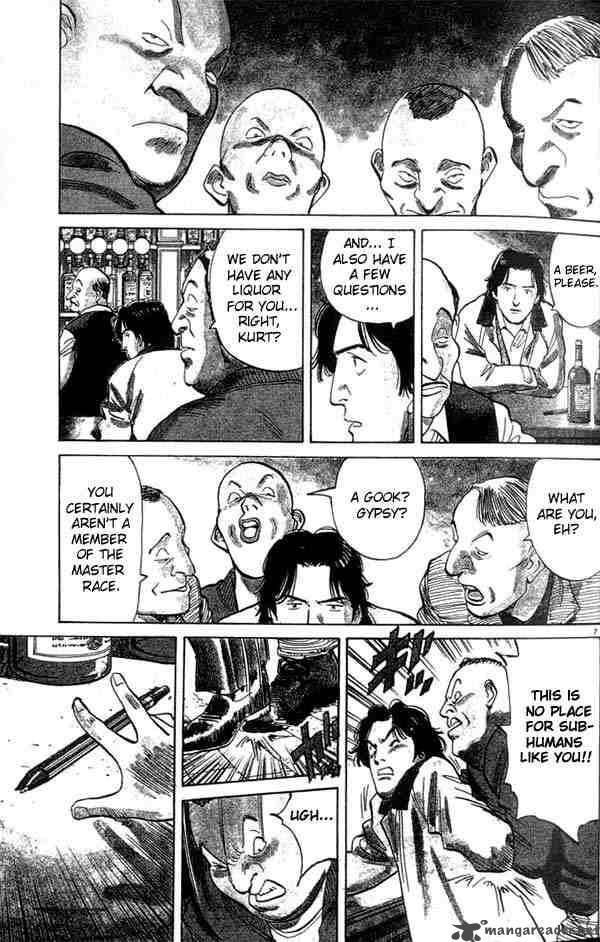 A BEER,
PLEASE.
AND... I
ALSO HAVE
A FEW
QUESTIONS
...
WE DON'T
HAVE ANY
LIQUOR
FOR YOU...
RIGHT,
KURT?
WHAT
ARE YOU,
EH?
A GOOK?
GYPSY?
YOU
CERTAINLY
AREN'T A
MEMBER
OF THE
MASTER
RACE.
7
THIS IS
NO PLACE
FOR SUB-
HUMANS
LIKE YOU!!
UGH...
mangareader.net